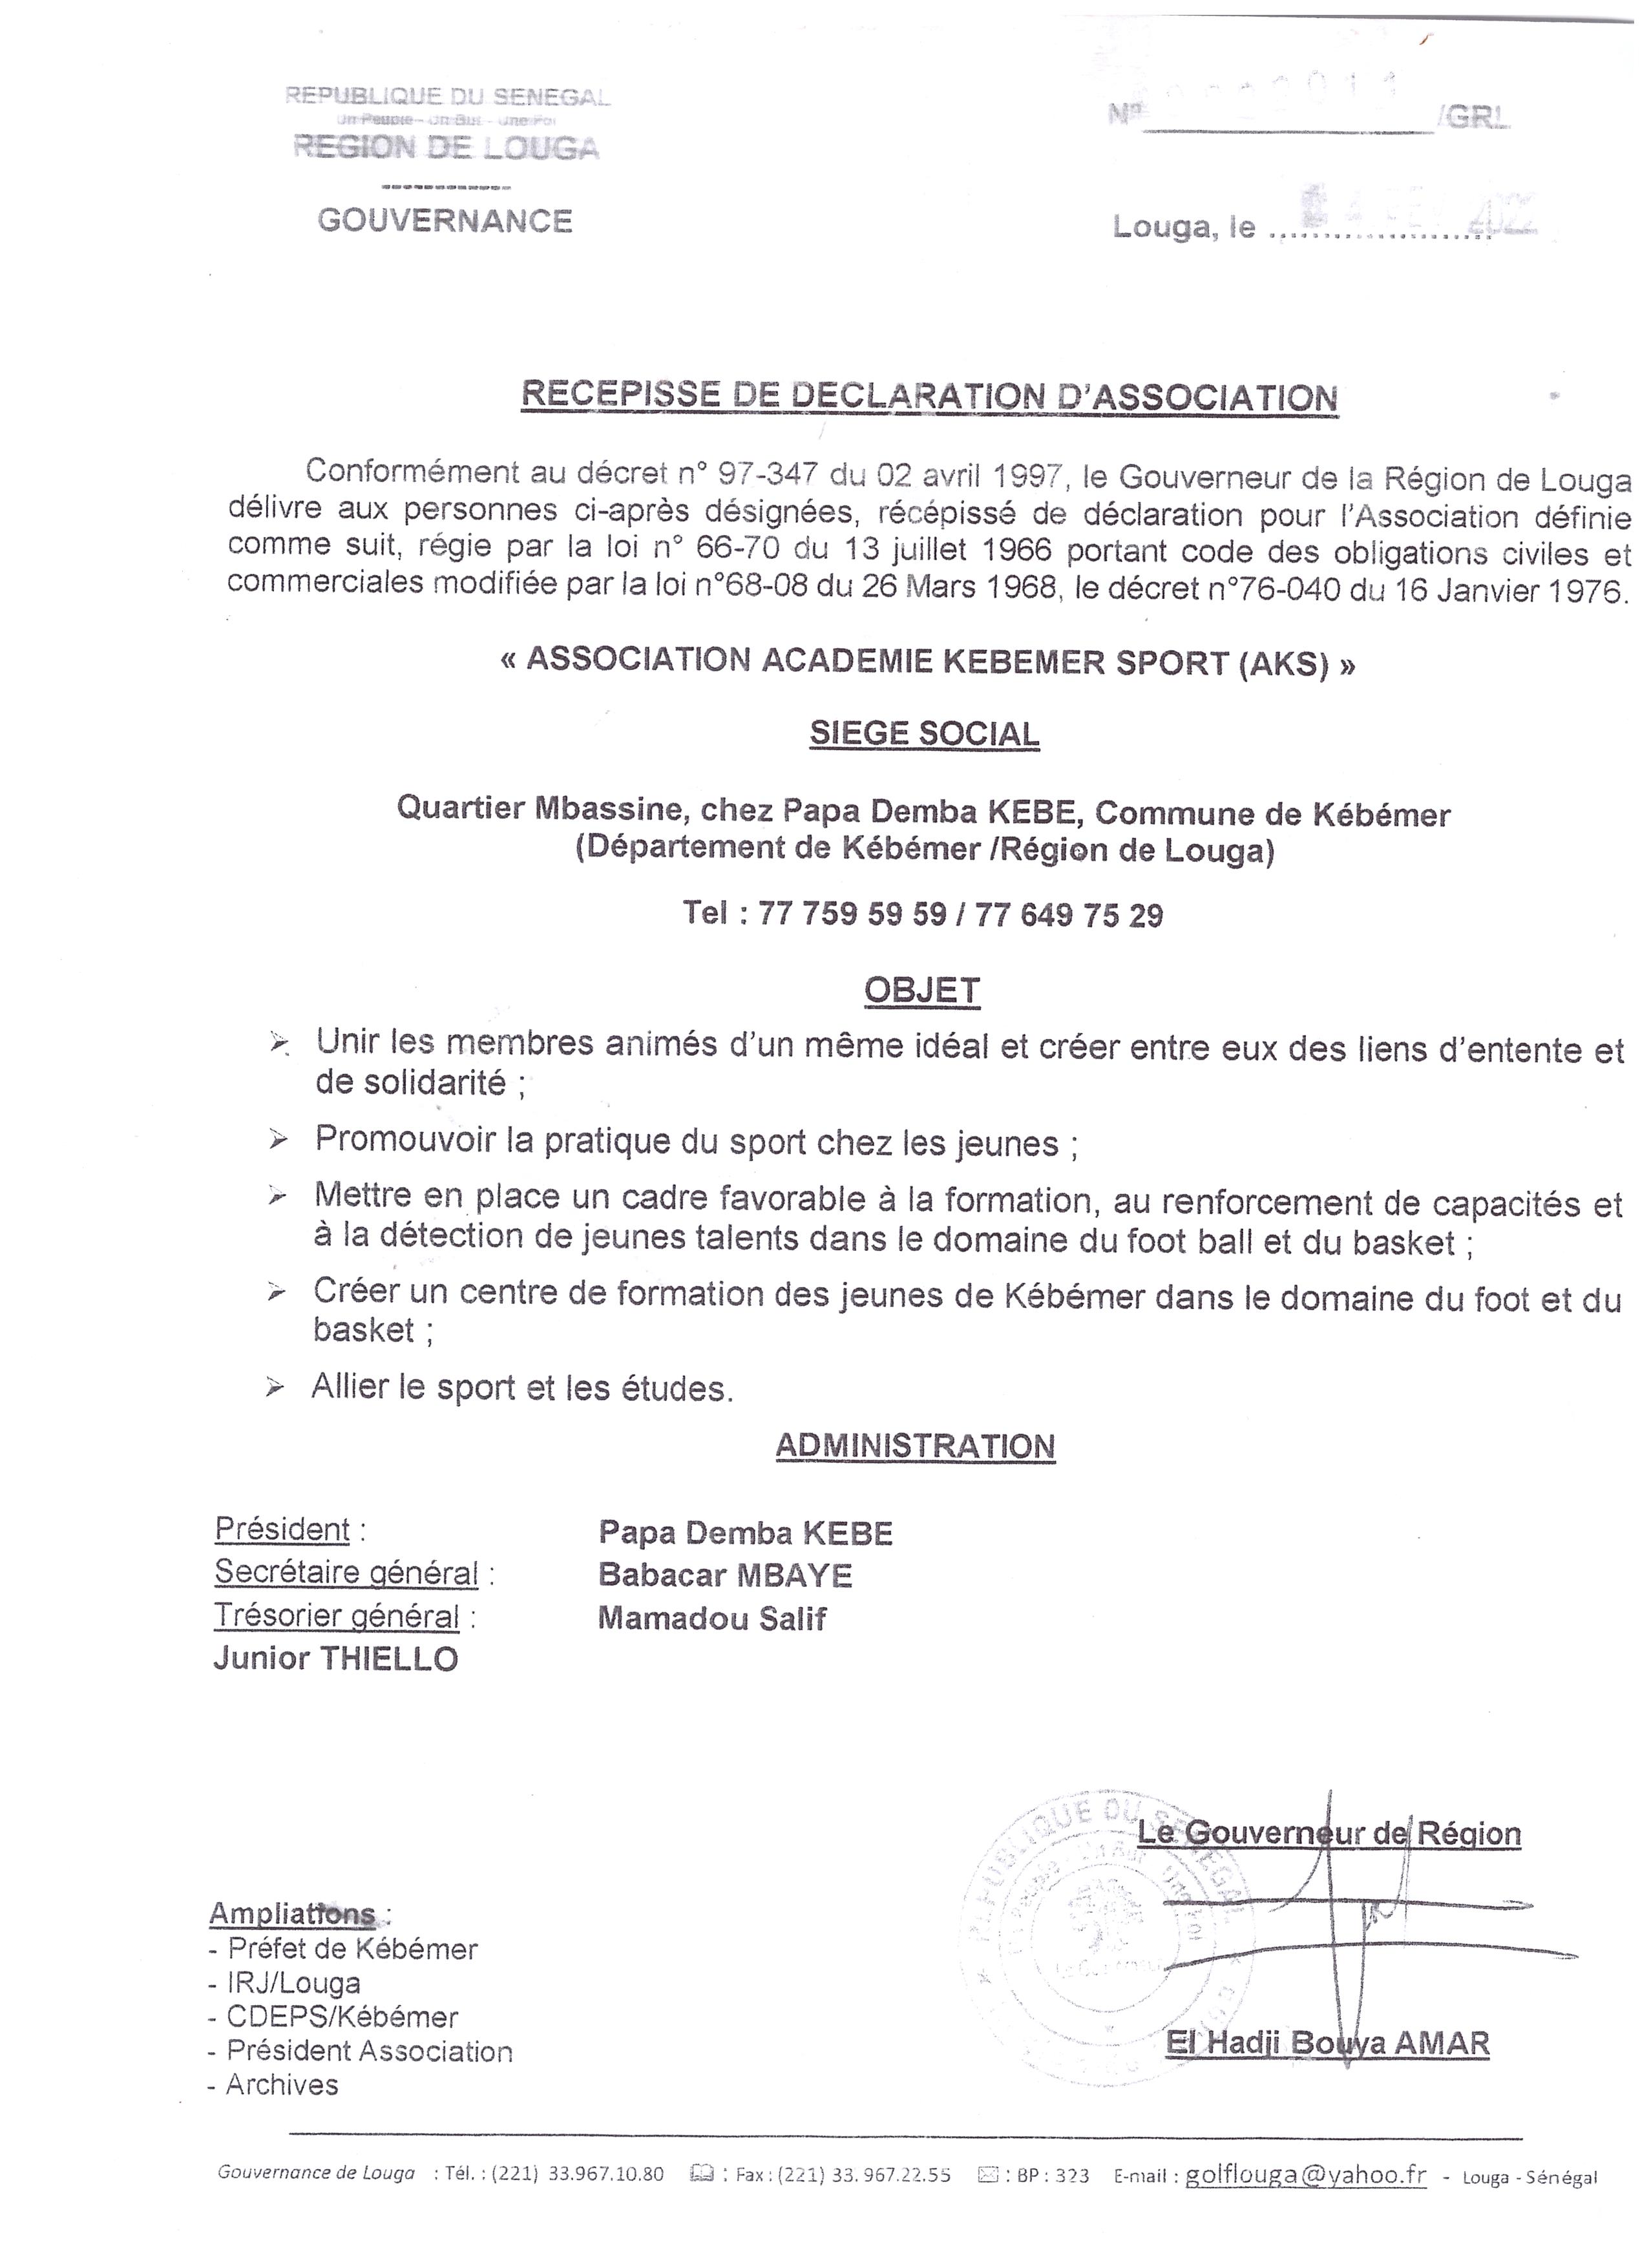 REPUBLIQUE DU SENEGAL
Un Peuple - Un But - Une Foi
REGION DE LOUGA
GOUVERNANCE
N° /GRL
Louga, le
RECEPISSE DE DECLARATION D'ASSOCIATION
Conformément au décret n° 97-347 du 02 avril 1997, le Gouverneur de la Région de Louga
délivre aux personnes ci-après désignées, récépissé de déclaration pour l'Association définie
comme suit, régie par la loi n° 66-70 du 13 juillet 1966 portant code des obligations civiles et
commerciales modifiée par la loi n°68-08 du 26 Mars 1968, le décret n°76-040 du 16 Janvier 1976.
« ASSOCIATION ACADEMIE KEBEMER SPORT (AKS) »
SIEGE SOCIAL
Quartier Mbassine, chez Papa Demba KEBE, Commune de Kébémer
(Département de Kébémer /Région de Louga)
Tel : 77 759 59 59 / 77 649 75 29
OBJET
➢ Unir les membres animés d'un même idéal et créer entre eux des liens d'entente et
de solidarité ;
➢ Promouvoir la pratique du sport chez les jeunes ;
➢ Mettre en place un cadre favorable à la formation, au renforcement de capacités et
à la détection de jeunes talents dans le domaine du foot ball et du basket ;
➢ Créer un centre de formation des jeunes de Kébémer dans le domaine du foot et du
basket ;
➢ Allier le sport et les études.
ADMINISTRATION
Président : Papa Demba KEBE
Secrétaire général : Babacar MBAYE
Trésorier général : Mamadou Salif
Junior THIELLO
Le Gouverneur de Région
REPUBLIQUE DU SENEGAL
El Hadji Bouya AMAR
Ampliations :
- Préfet de Kébémer
- IRJ/Louga
- CDEPS/Kébémer
- Président Association
- Archives
Gouvernance de Louga : Tél. : (221) 33.967.10.80 : Fax : (221) 33. 967.22.55 : BP : 323 E-mail : golflouga@yahoo.fr - Louga - Sénégal